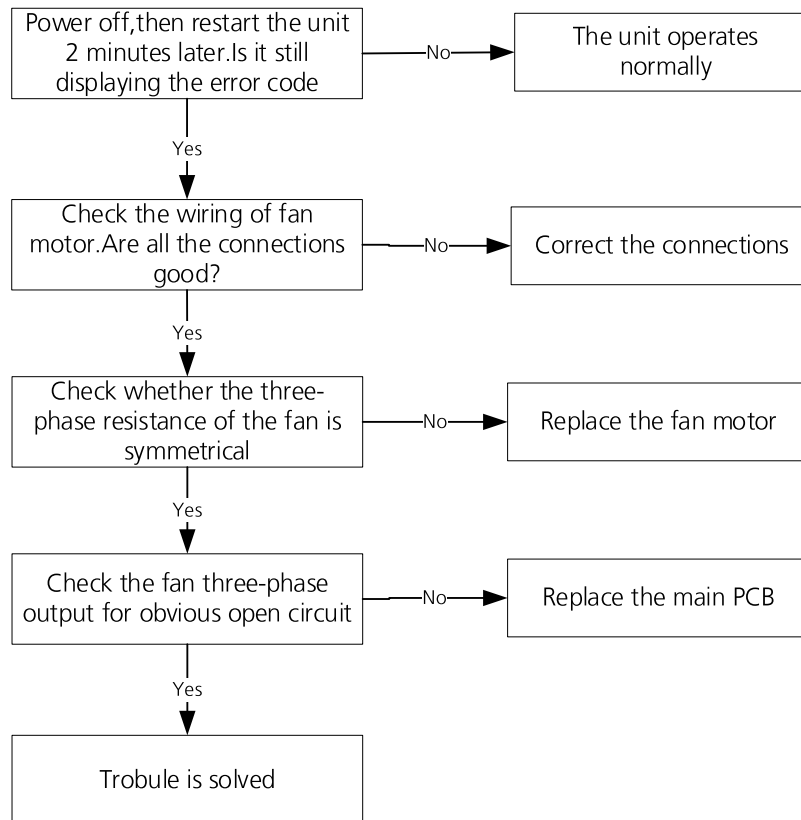 Power off,then restart the unit
2 minutes later.Is it still
displaying the error code
No
The unit operates
normally
Yes
Check the wiring of fan
motor.Are all the connections
good?
No
Correct the connections
Yes
Check whether the three-
phase resistance of the fan is
symmetrical
No
Replace the fan motor
Yes
Check the fan three-phase
output for obvious open circuit
No
Replace the main PCB
Yes
Trobule is solved